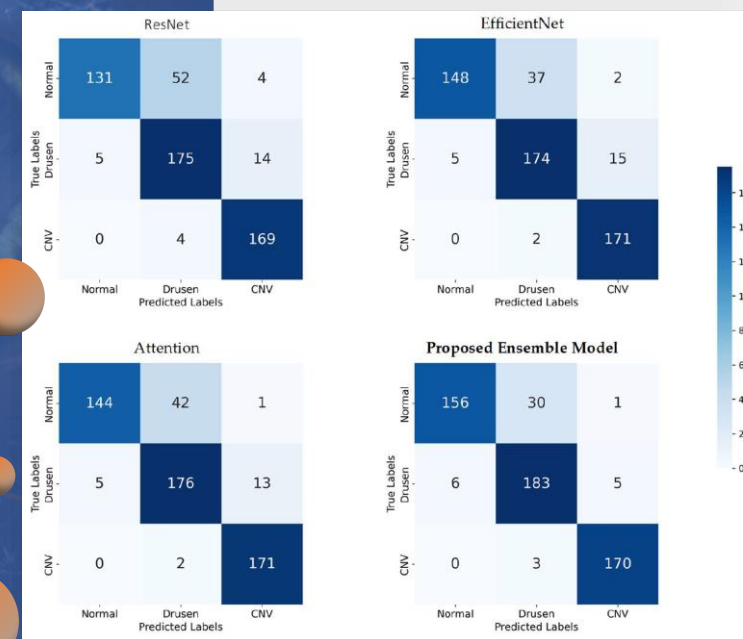 ResNet
Normal 131 52 4
True Labels
Drusen 5 175 14
CNV 0 4 169
Normal Drusen CNV
Predicted Labels
EfficientNet
Normal 148 37 2
True Labels
Drusen 5 174 15
CNV 0 2 171
Normal Drusen CNV
Predicted Labels
Attention
Normal 144 42 1
True Labels
Drusen 5 176 13
CNV 0 2 171
Normal Drusen CNV
Predicted Labels
Proposed Ensemble Model
Normal 156 30 1
True Labels
Drusen 6 183 5
CNV 0 3 170
Normal Drusen CNV
Predicted Labels
0